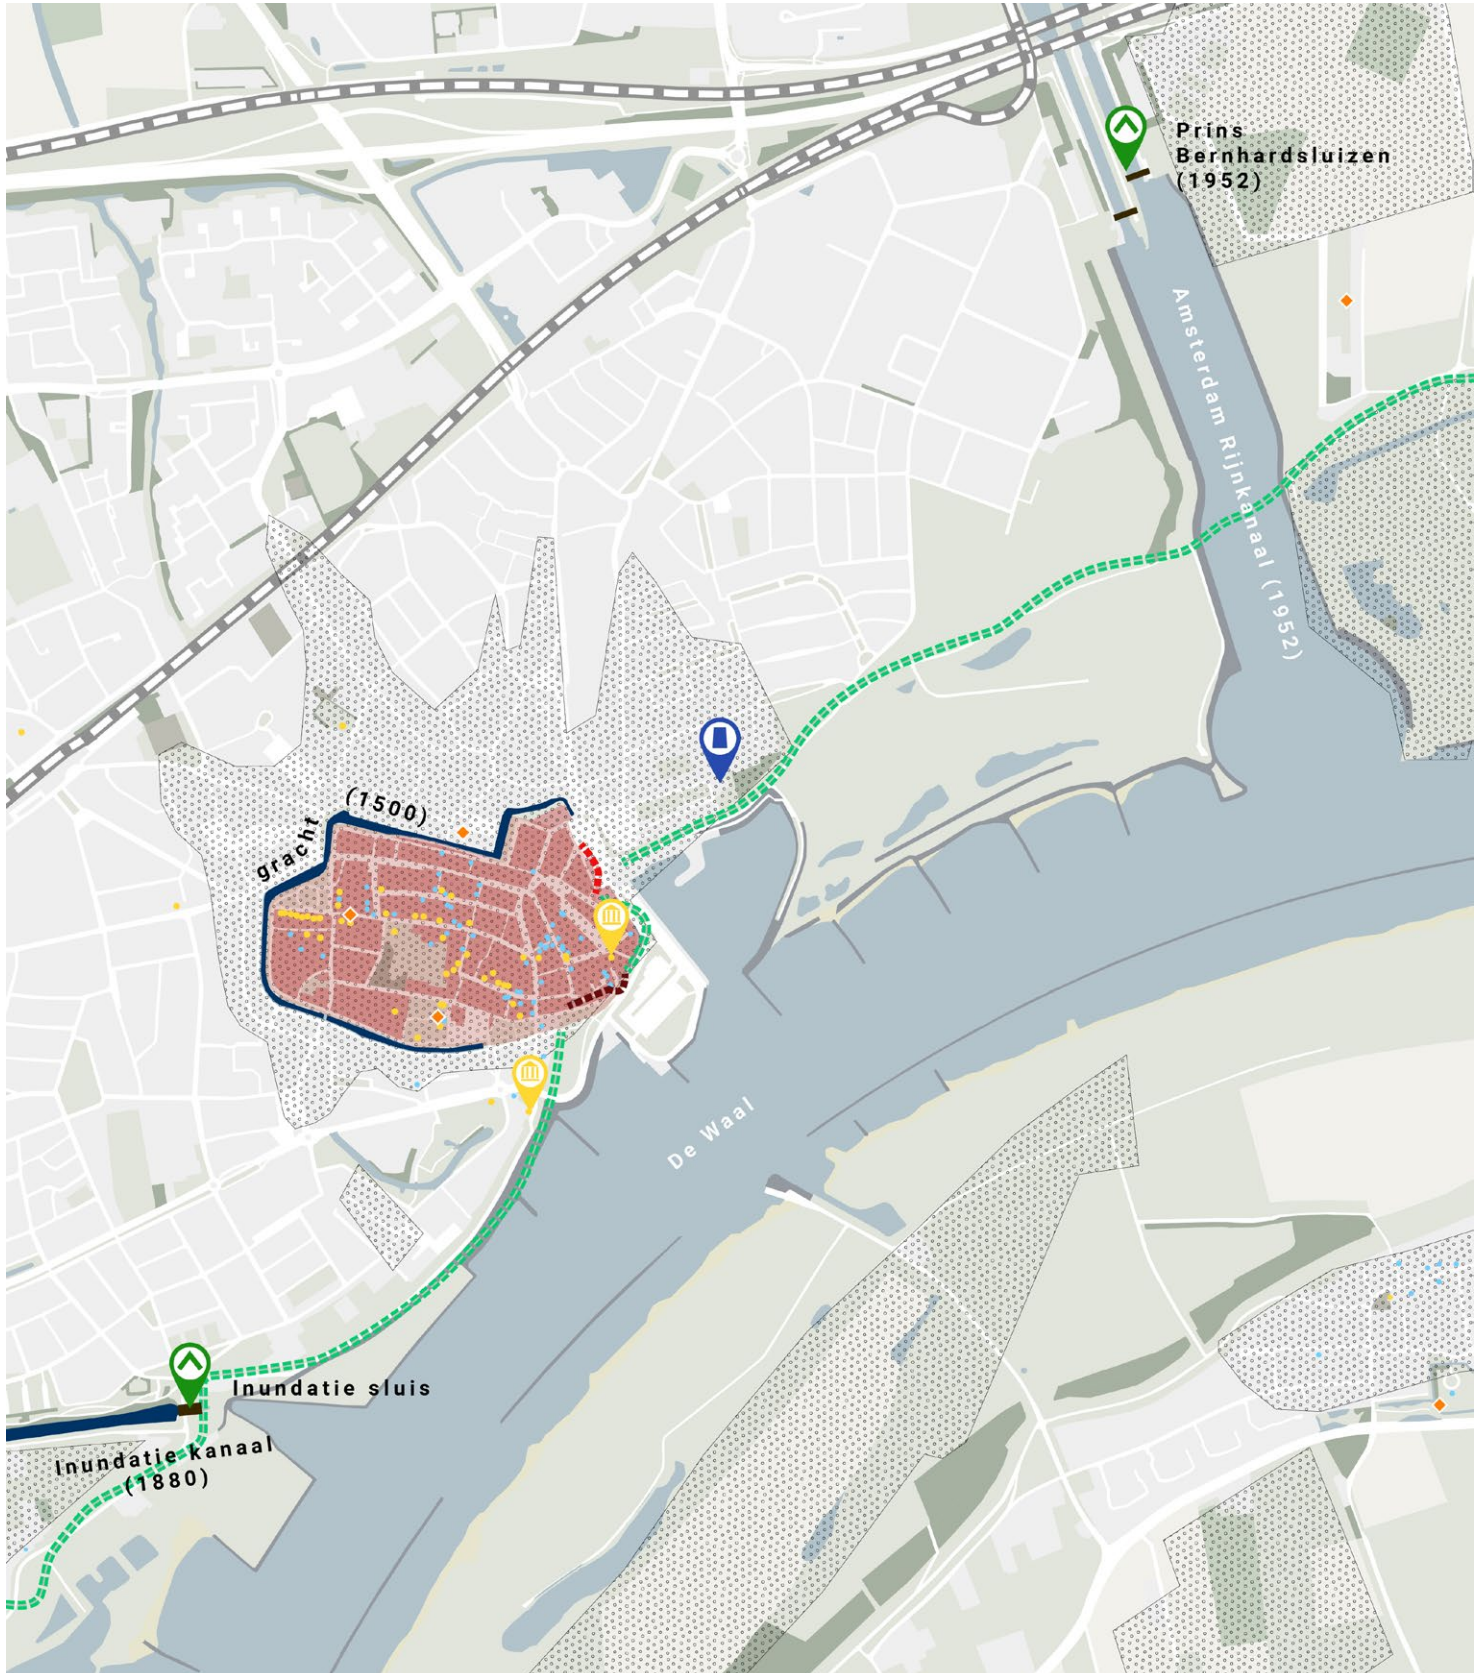 Prins
Bernhardsluizen
(1952)
Amsterdam Rijnkanaal (1952)
gracht (1500)
De Waal
Inundatie sluis
Inundatie kanaal
(1880)